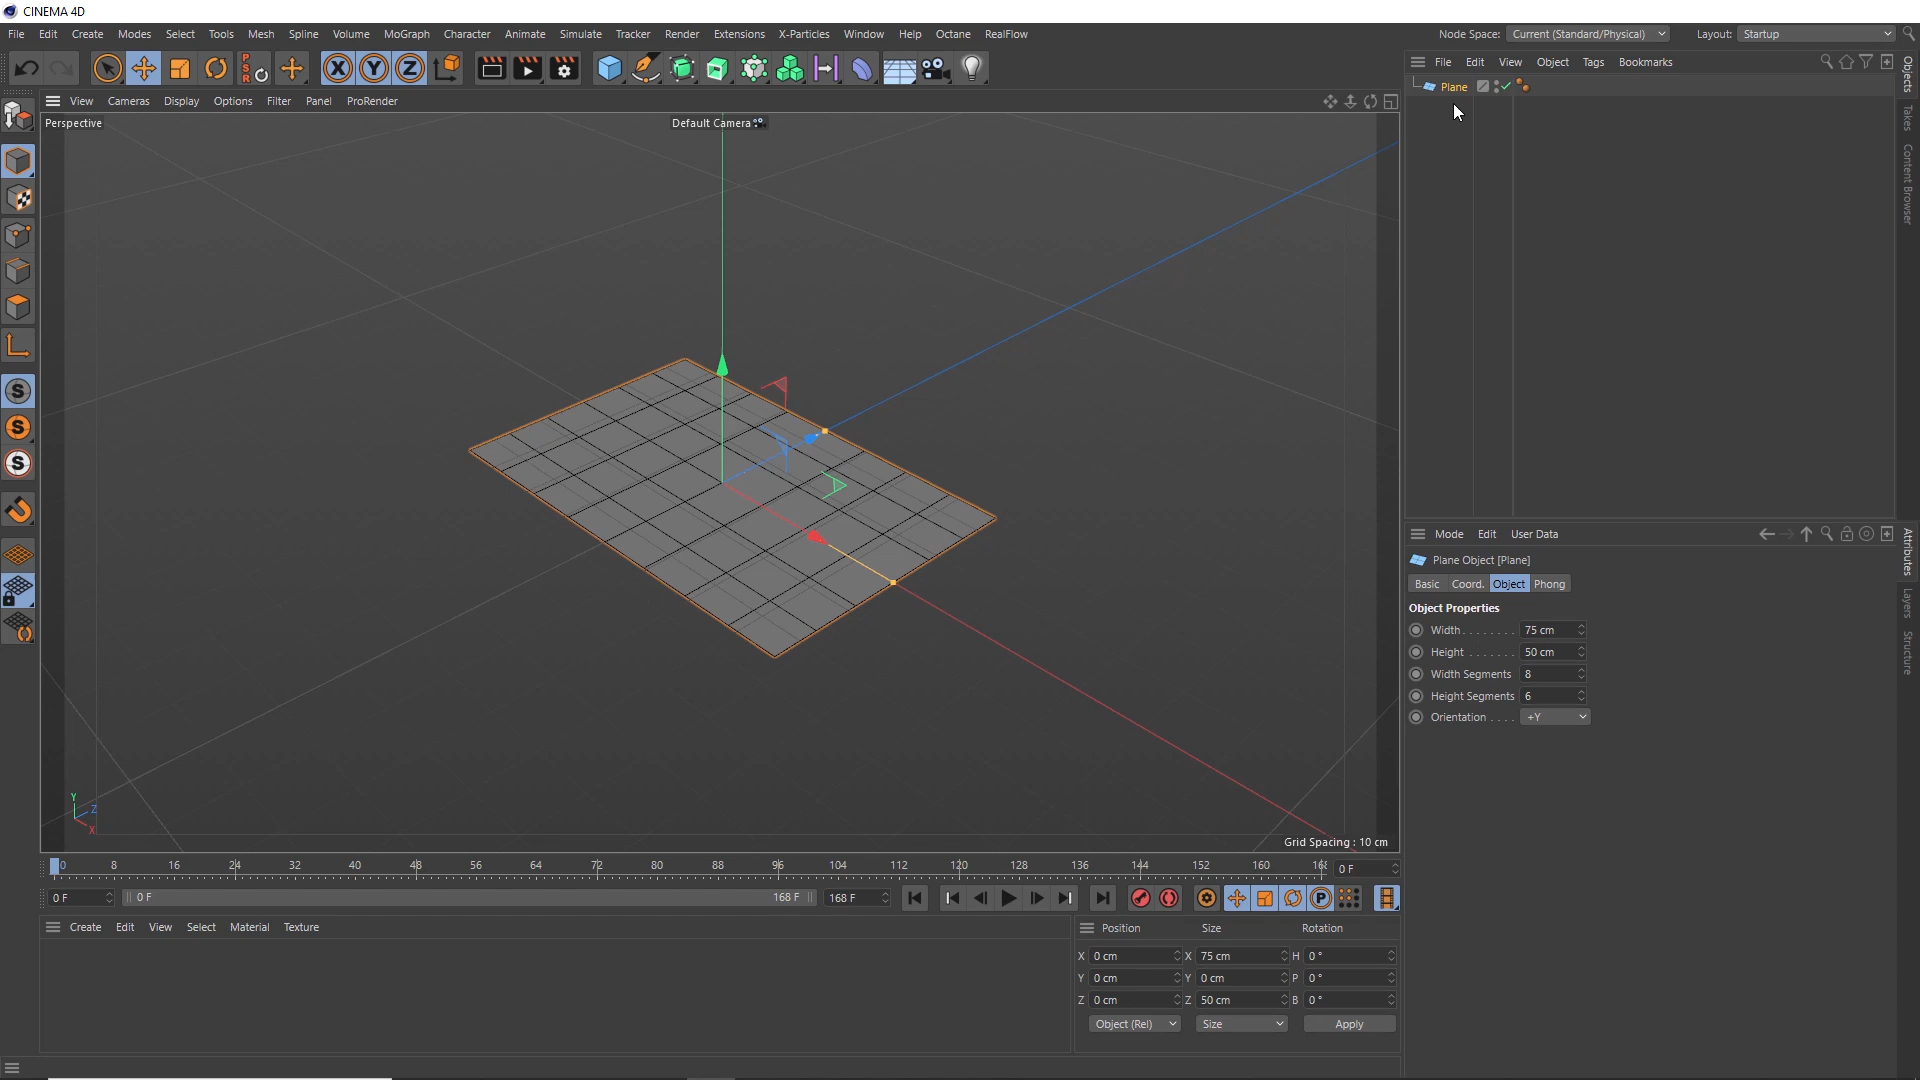 CINEMA 4D
File Edit Create Modes Select Tools Mesh Spline Volume MoGraph Character Animate Simulate Tracker Render Extensions X-Particles Window Help Octane RealFlow Node Space: Current (Standard/Physical) Layout: Startup
File Edit View Object Tags Bookmarks
Plane
View Cameras Display Options Filter Panel ProRender
Perspective
Default Camera
Objects
Takes
Content Browser
PSR
S
S
S
Y
Z
X
Grid Spacing : 10 cm
Mode Edit User Data
Plane Object [Plane]
Basic Coord. Object Phong
Object Properties
Width. . . . . . . . 75 cm
Height . . . . . . . 50 cm
Width Segments 8
Height Segments 6
Orientation . . . . +Y
Attributes
Layers
Structure
0 8 16 24 32 40 48 56 64 72 80 88 96 104 112 120 128 136 144 152 160 0 F
0 F 0 F 168 F 168 F P
Create Edit View Select Material Texture
Position Size Rotation
X 0 cm X 75 cm H 0 °
Y 0 cm Y 0 cm P 0 °
Z 0 cm Z 50 cm B 0 °
Object (Rel) Size Apply